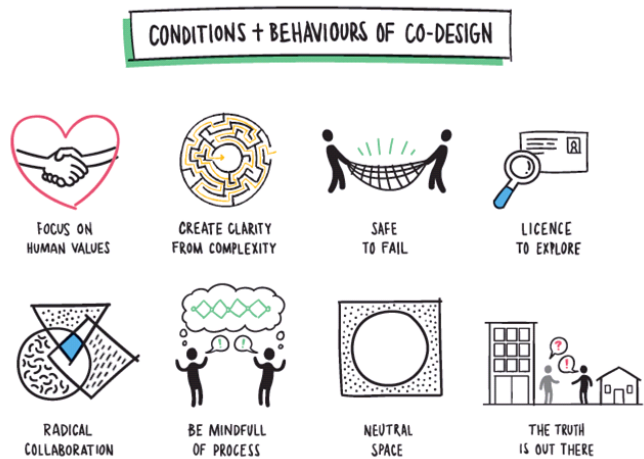 CONDITIONS + BEHAVIOURS OF CO-DESIGN
FOCUS ON
HUMAN VALUES
CREATE CLARITY
FROM COMPLEXITY
SAFE
TO FAIL
LICENCE
TO EXPLORE
RADICAL
COLLABORATION
! !
BE MINDFULL
OF PROCESS
NEUTRAL
SPACE
?
!
THE TRUTH
IS OUT THERE